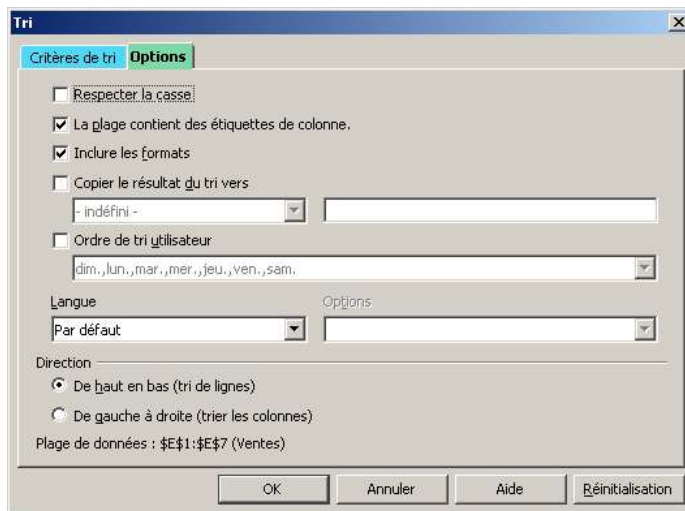 Tri
Critères de tri Options
Respecter la casse
La plage contient des étiquettes de colonne.
Inclure les formats
Copier le résultat du tri vers
- indéfini -
Ordre de tri utilisateur
dim.,lun.,mar.,mer.,jeu.,ven.,sam.
Langue Options
Par défaut
Direction
De haut en bas (tri de lignes)
De gauche à droite (trier les colonnes)
Plage de données : $E$1:$E$7 (Ventes)
OK Annuler Aide Réinitialisation